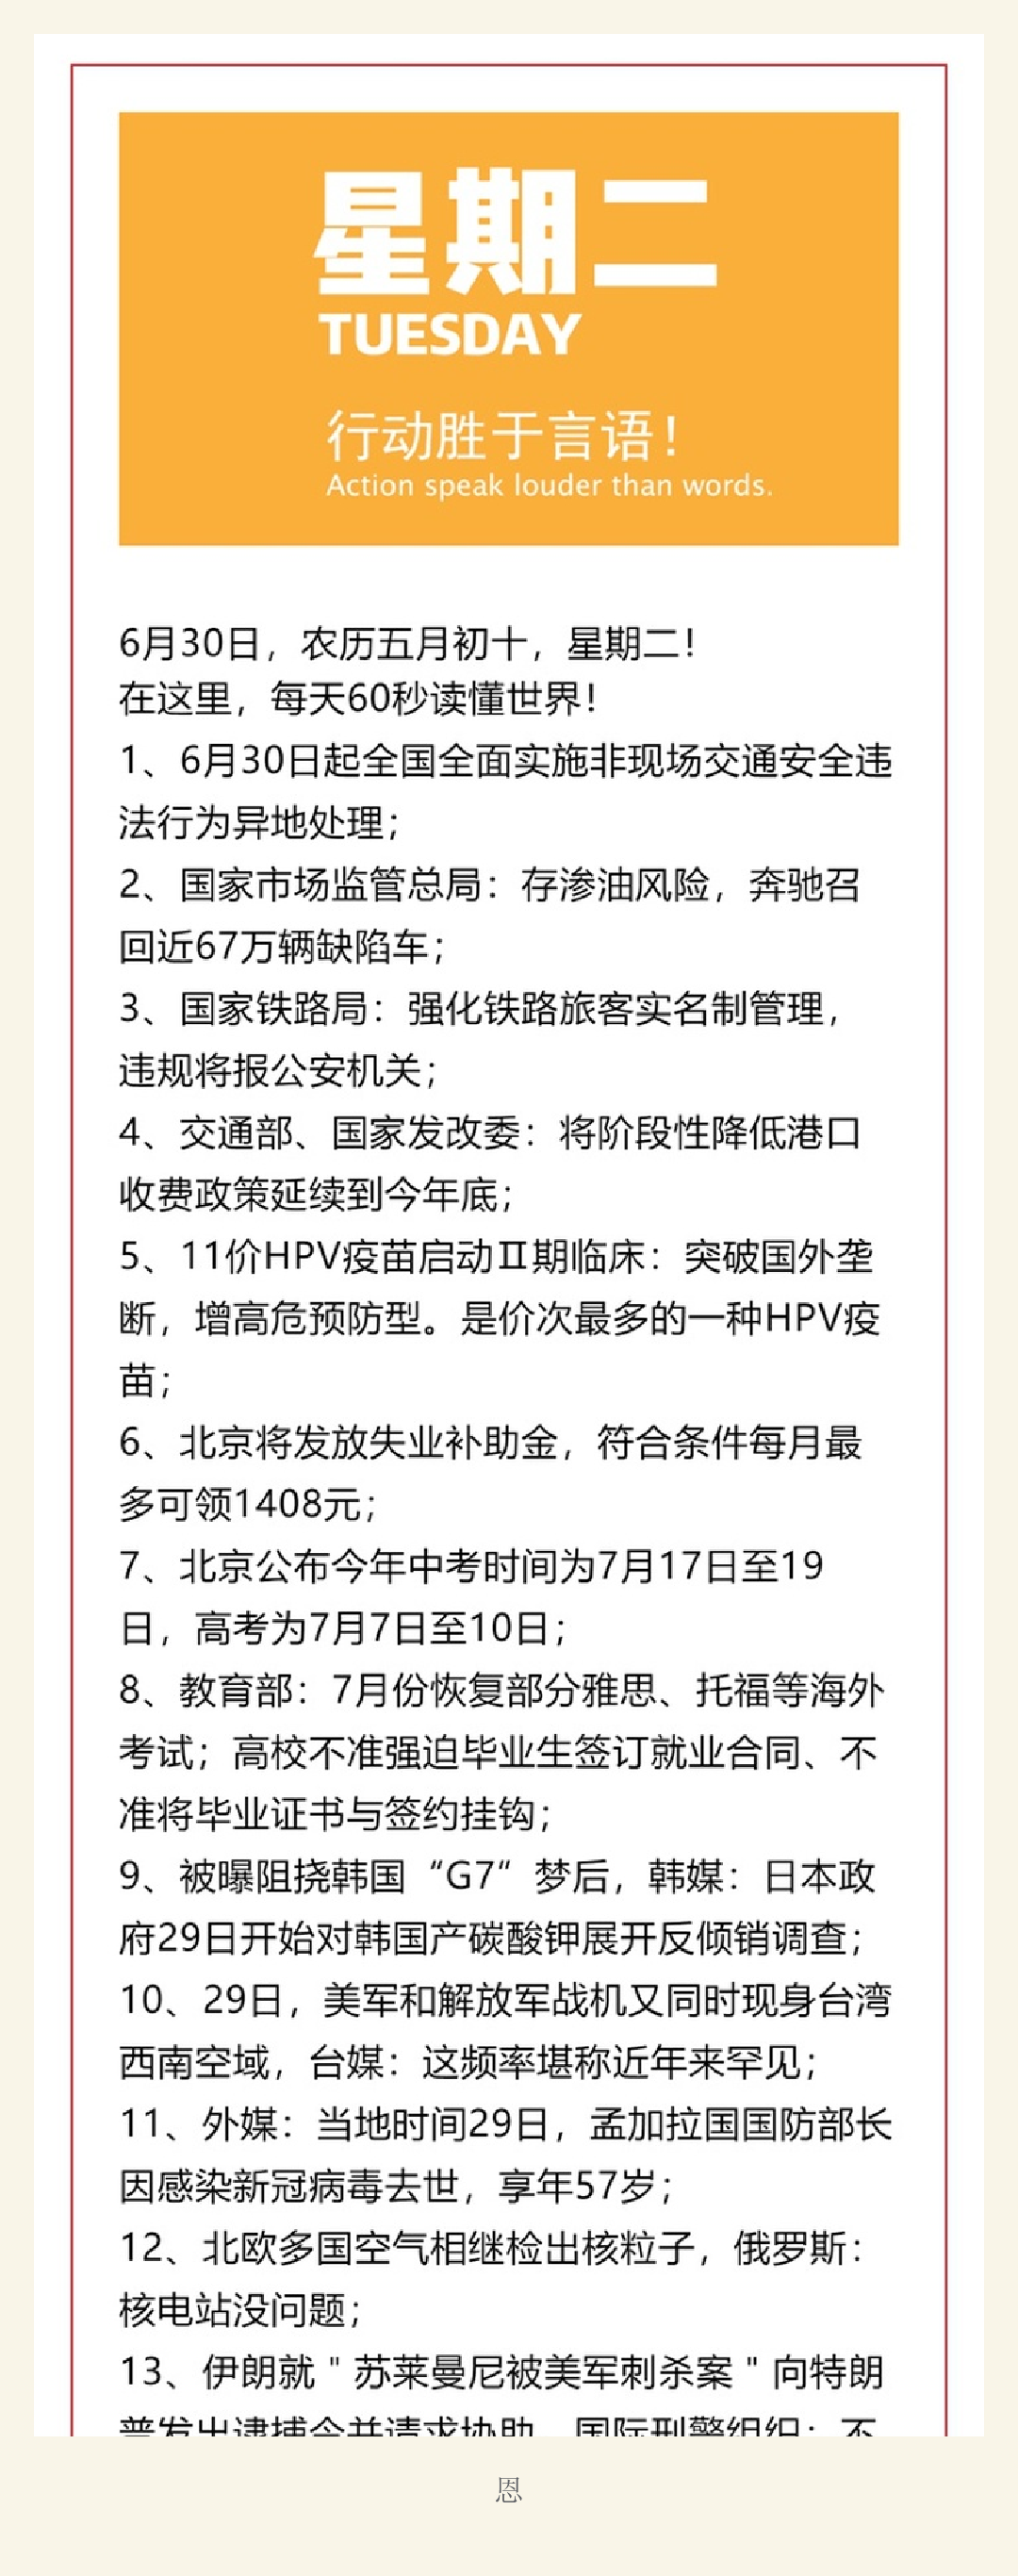 星期二
TUESDAY
行动胜于言语！
Action speak louder than words.
6月30日，农历五月初十，星期二！
在这里，每天60秒读懂世界！
1、6月30日起全国全面实施非现场交通安全违
法行为异地处理；
2、国家市场监管总局：存渗油风险，奔驰召
回近67万辆缺陷车；
3、国家铁路局：强化铁路旅客实名制管理，
违规将报公安机关；
4、交通部、国家发改委：将阶段性降低港口
收费政策延续到今年底；
5、11价HPV疫苗启动Ⅱ期临床：突破国外垄
断，增高危预防型。是价次最多的一种HPV疫
苗；
6、北京将发放失业补助金，符合条件每月最
多可领1408元；
7、北京公布今年中考时间为7月17日至19
日，高考为7月7日至10日；
8、教育部：7月份恢复部分雅思、托福等海外
考试；高校不准强迫毕业生签订就业合同、不
准将毕业证书与签约挂钩；
9、被曝阻挠韩国“G7”梦后，韩媒：日本政
府29日开始对韩国产碳酸钾展开反倾销调查；
10、29日，美军和解放军战机又同时现身台湾
西南空域，台媒：这频率堪称近年来罕见；
11、外媒：当地时间29日，孟加拉国国防部长
因感染新冠病毒去世，享年57岁；
12、北欧多国空气相继检出核粒子，俄罗斯：
核电站没问题；
13、伊朗就＂苏莱曼尼被美军刺杀案＂向特朗
普发出逮捕令并请求协助，国际刑警组织：不
恩